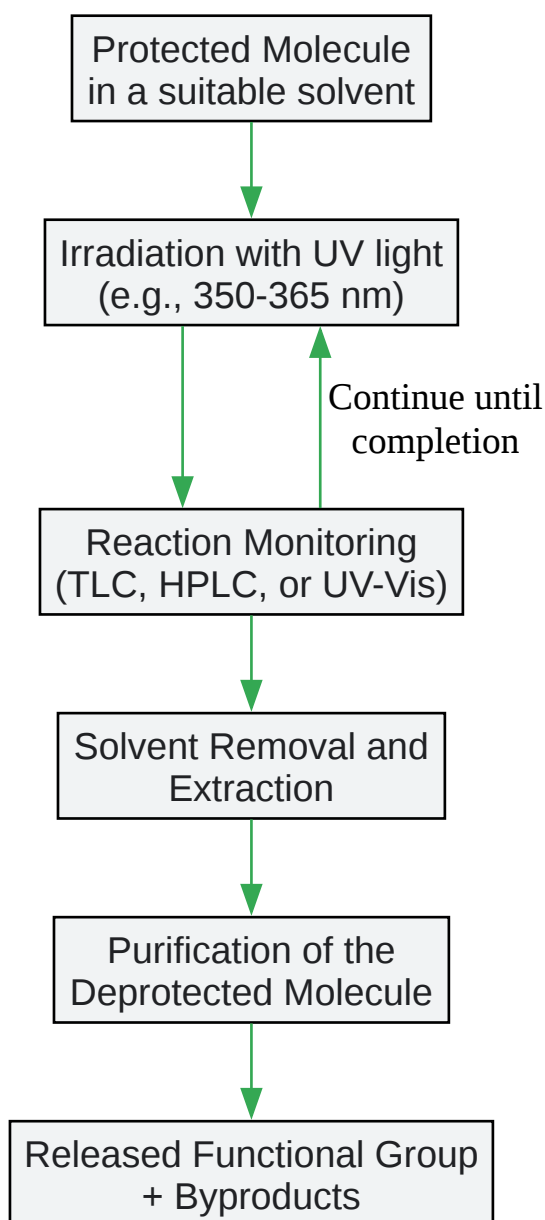 Protected Molecule
in a suitable solvent
Irradiation with UV light
(e.g., 350-365 nm)
Continue until
completion
Reaction Monitoring
(TLC, HPLC, or UV-Vis)
Solvent Removal and
Extraction
Purification of the
Deprotected Molecule
Released Functional Group
+ Byproducts